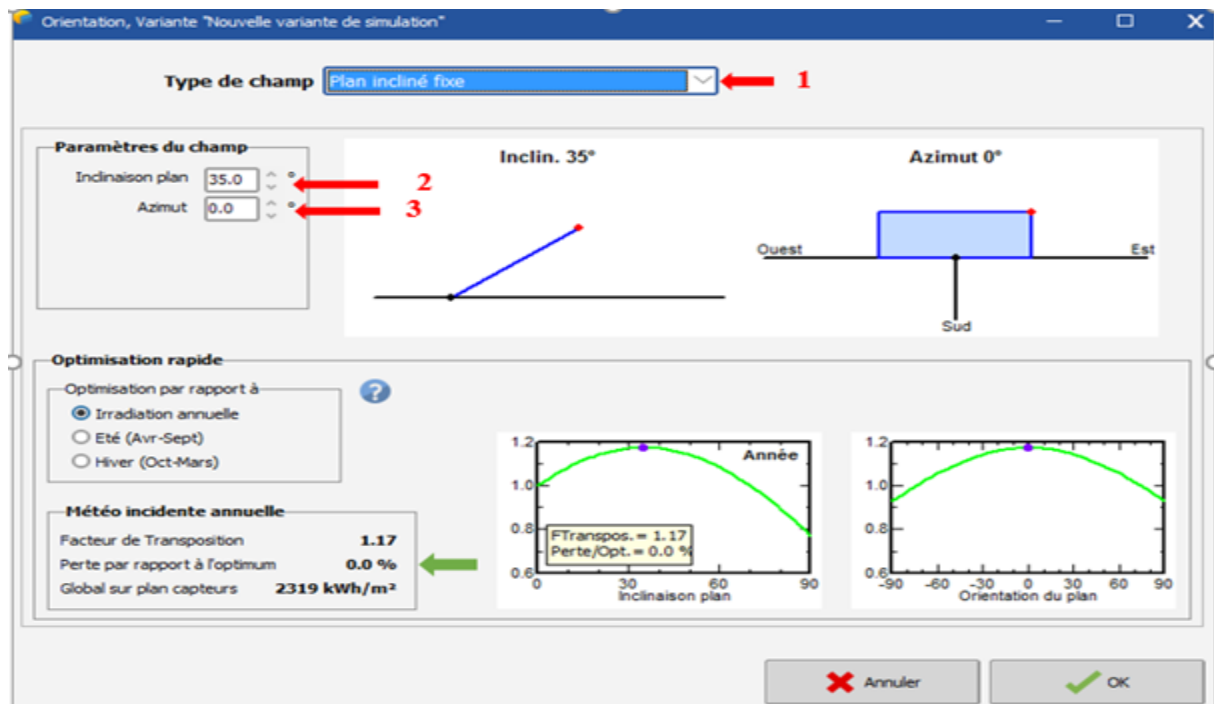 Orientation, Variante "Nouvelle variante de simulation"
Type de champ Plan incliné fixe 1
Paramètres du champ
Inclinaison plan 35.0 ° 2
Azimut 0.0 ° 3
Inclin. 35°
Azimut 0°
Ouest Est
Sud
Optimisation rapide
Optimisation par rapport à
Irradiation annuelle
Eté (Avr-Sept)
Hiver (Oct-Mars)
?
Météo incidente annuelle
Facteur de Transposition 1.17
Perte par rapport à l'optimum 0.0 %
Global sur plan capteurs 2319 kWh/m²
Année
1.2
1.0
0.8
0.6
FTranspos. = 1.17
Perte/Opt. = 0.0 %
0 30 60 90
Inclinaison plan
1.2
1.0
0.8
0.6
-90 -60 -30 0 30 60 90
Orientation du plan
Annuler
OK